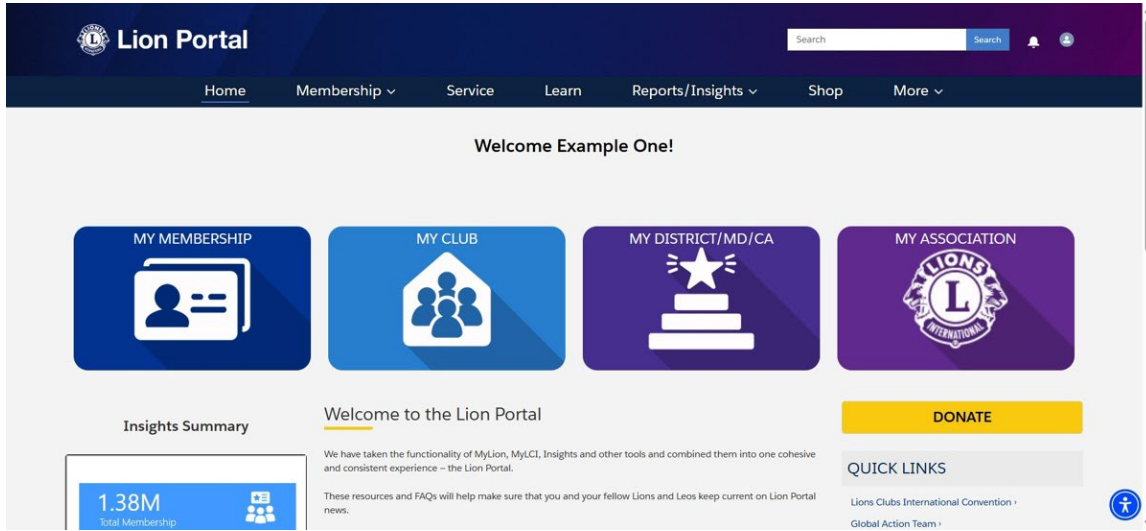 Lion Portal
Search
Search
Home
Membership
Service
Learn
Reports/Insights
Shop
More
Welcome Example One!
MY MEMBERSHIP
MY CLUB
MY DISTRICT/MD/CA
MY ASSOCIATION
LIONS
L
INTERNATIONAL
Insights Summary
1.38M
Total Membership
Welcome to the Lion Portal
We have taken the functionality of MyLion, MyLCI, Insights and other tools and combined them into one cohesive
and consistent experience – the Lion Portal.
These resources and FAQs will help make sure that you and your fellow Lions and Leos keep current on Lion Portal
news.
DONATE
QUICK LINKS
Lions Clubs International Convention ›
Global Action Team ›